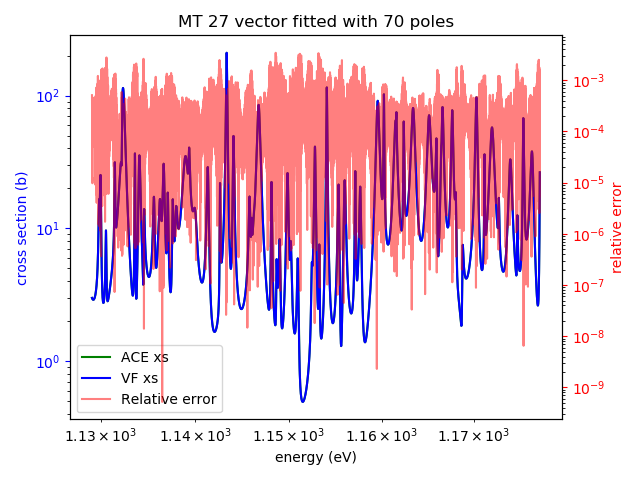 MT 27 vector fitted with 70 poles
cross section (b)
10²
10¹
10⁰
10⁻³
10⁻⁴
10⁻⁵
10⁻⁶
10⁻⁷
10⁻⁸
10⁻⁹
relative error
ACE xs
VF xs
Relative error
1.13 × 10³ 1.14 × 10³ 1.15 × 10³ 1.16 × 10³ 1.17 × 10³
energy (eV)